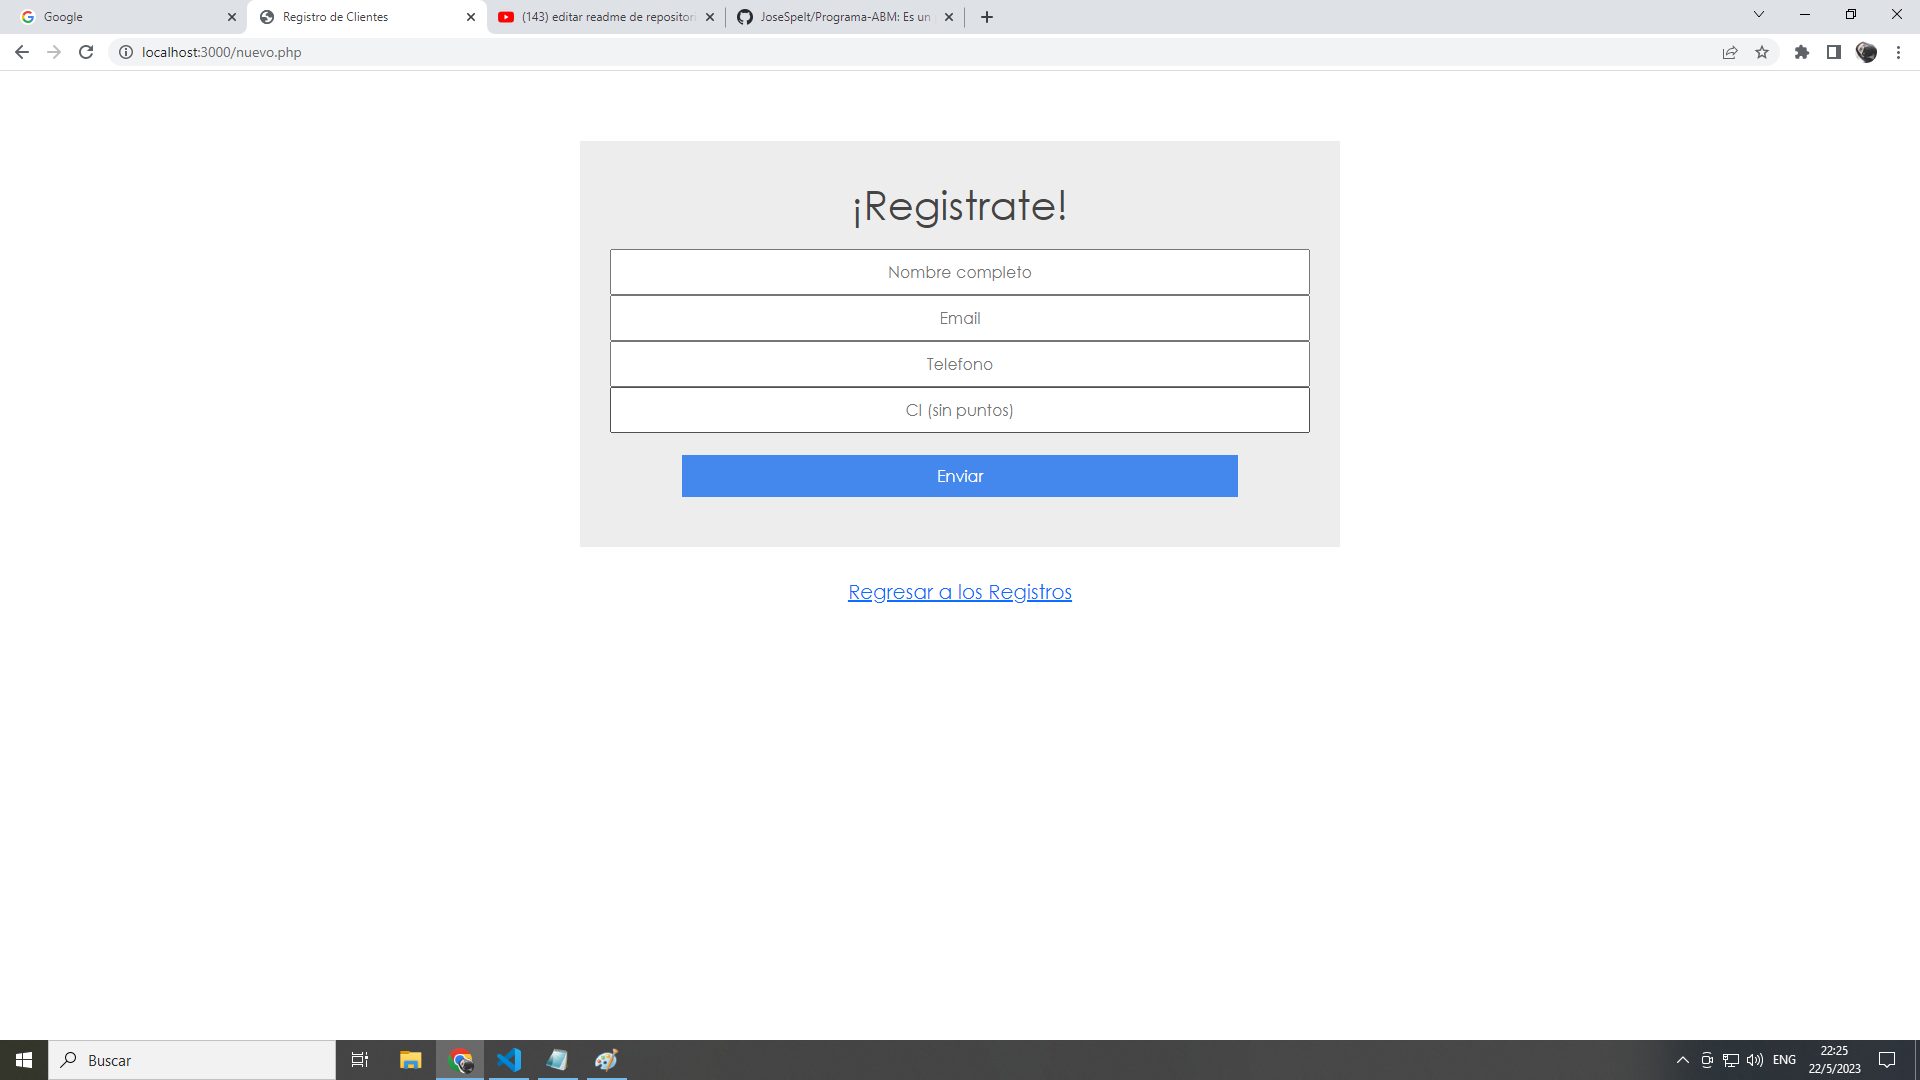 Google
Registro de Clientes
(143) editar readme de repositori
JoseSpelt/Programa-ABM: Es un
localhost:3000/nuevo.php
¡Registrate!
Nombre completo
Email
Telefono
CI (sin puntos)
Enviar
Regresar a los Registros
Buscar
ENG
22:25
22/5/2023